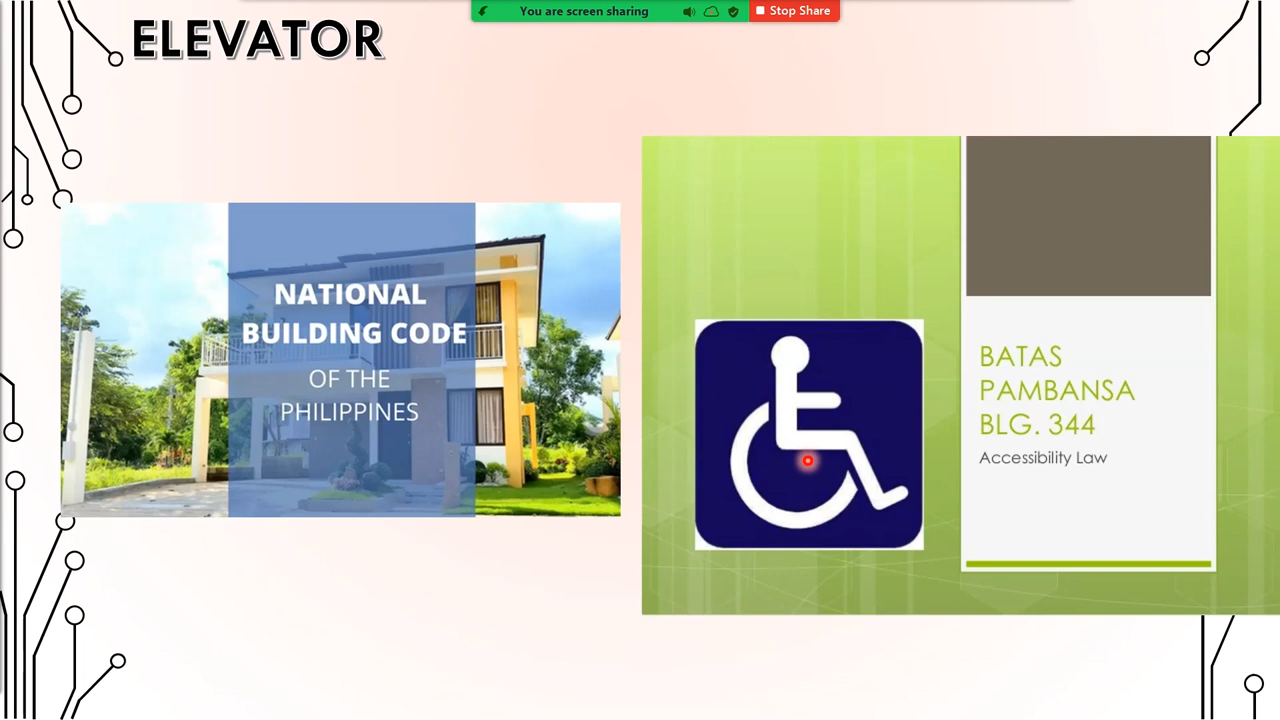 You are screen sharing
Stop Share
ELEVATOR
NATIONAL
BUILDING CODE
OF THE
PHILIPPINES
BATAS
PAMBANSA
BLG. 344
Accessibility Law